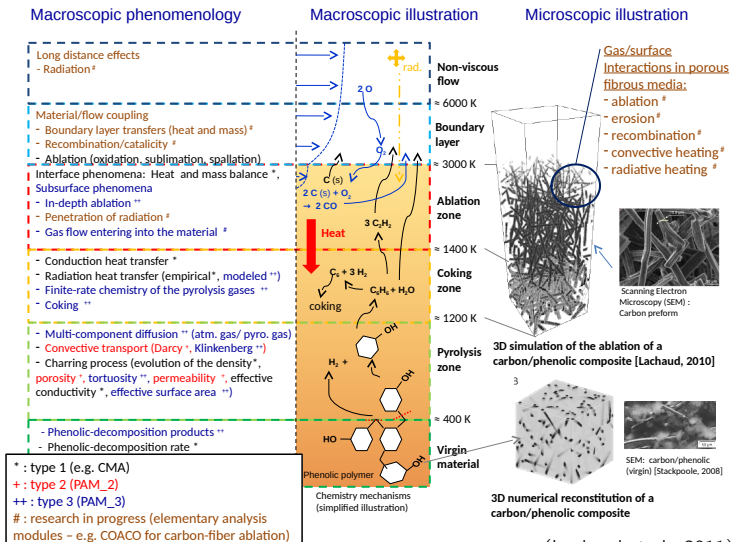 Macroscopic phenomenology
Macroscopic illustration
Microscopic illustration
Long distance effects
- Radiation #
Material/flow coupling
- Boundary layer transfers (heat and mass) #
- Recombination/catalicity #
- Ablation (oxidation, sublimation, spallation)
Interface phenomena: Heat and mass balance *,
Subsurface phenomena
- In-depth ablation ++
- Penetration of radiation #
- Gas flow entering into the material #
- Conduction heat transfer *
- Radiation heat transfer (empirical*, modeled ++)
- Finite-rate chemistry of the pyrolysis gases ++
- Coking ++
- Multi-component diffusion ++ (atm. gas/ pyro. gas)
- Convective transport (Darcy +, Klinkenberg ++)
- Charring process (evolution of the density*,
porosity +, tortuosity ++, permeability +, effective
conductivity *, effective surface area ++)
- Phenolic-decomposition products ++
- Phenolic-decomposition rate *
* : type 1 (e.g. CMA)
+ : type 2 (PAM_2)
++ : type 3 (PAM_3)
# : research in progress (elementary analysis
modules – e.g. COACO for carbon-fiber ablation)
rad.
2 O
O2
C (s)
2 C (s) + O2
→ 2 CO
3 C2H2
Heat
C6 + 3 H2
C6H6 + H2O
coking
OH
H2 +
OH
HO
OH
Phenolic polymer
Chemistry mechanisms
(simplified illustration)
Non-viscous
flow
≈ 6000 K
Boundary
layer
≈ 3000 K
Ablation
zone
≈ 1400 K
Coking
zone
≈ 1200 K
Pyrolysis
zone
≈ 400 K
Virgin
material
Gas/surface
Interactions in porous
fibrous media:
- ablation #
- erosion #
- recombination #
- convective heating #
- radiative heating #
Scanning Electron
Microscopy (SEM) :
Carbon preform
3D simulation of the ablation of a
carbon/phenolic composite [Lachaud, 2010]
SEM: carbon/phenolic
(virgin) [Stackpoole, 2008]
3D numerical reconstitution of a
carbon/phenolic composite